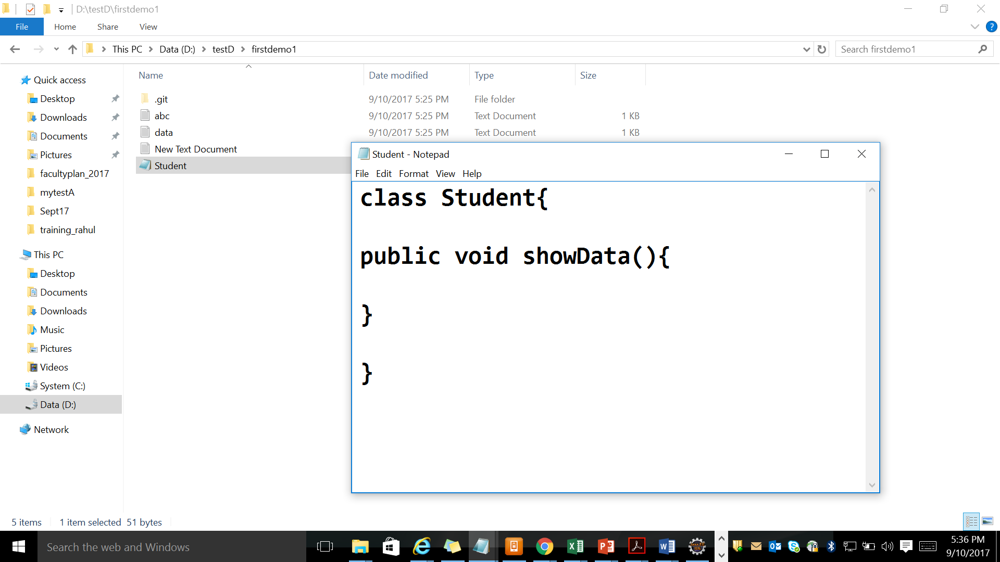 D:\testD\firstdemo1
File Home Share View
This PC Data (D:) testD firstdemo1
Search firstdemo1
Name Date modified Type Size
Quick access
Desktop
Downloads
Documents
Pictures
facultyplan_2017
mytestA
Sept17
training_rahul
This PC
Desktop
Documents
Downloads
Music
Pictures
Videos
System (C:)
Data (D:)
Network
.git 9/10/2017 5:25 PM File folder
abc 9/10/2017 5:25 PM Text Document 1 KB
data 9/10/2017 5:25 PM Text Document 1 KB
New Text Document
Student
Student - Notepad
File Edit Format View Help
class Student{
public void showData(){
}
}
5 items 1 item selected 51 bytes
Search the web and Windows
5:36 PM
9/10/2017